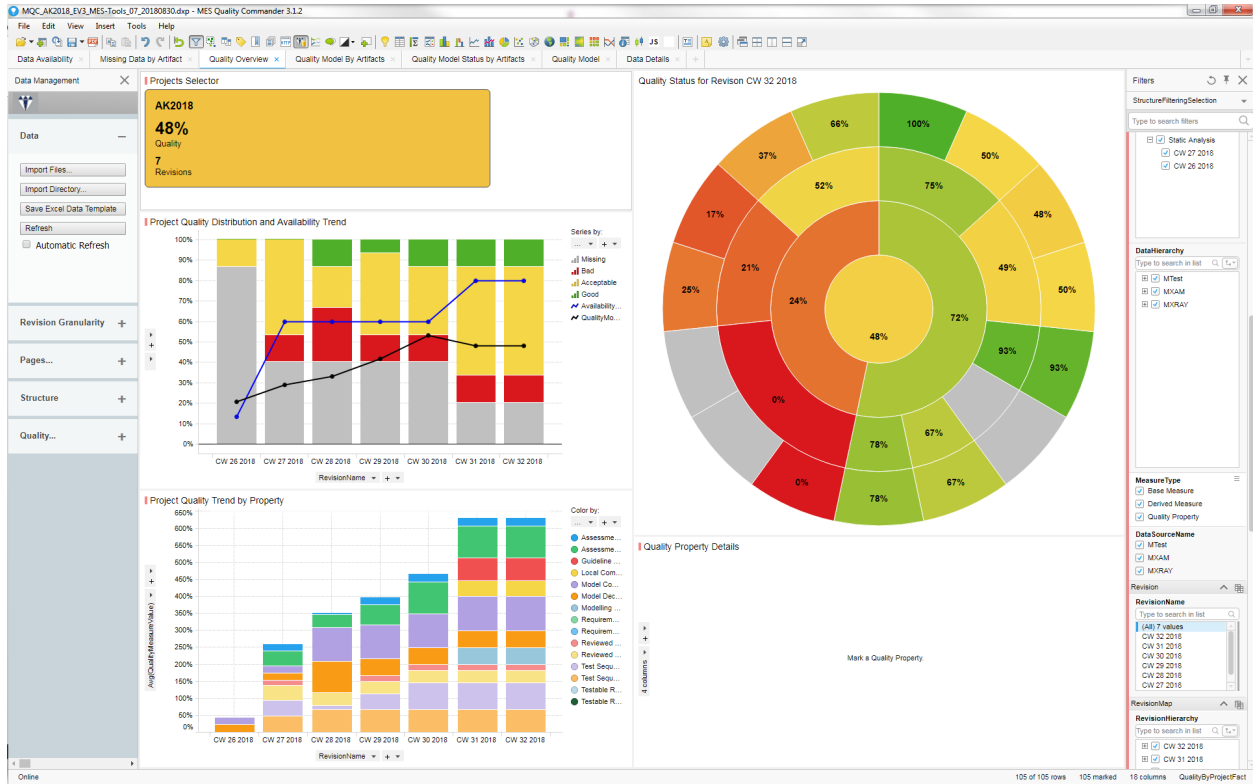 MQC_AK2018_EV3_MES-Tools_07_20180830.dxp - MES Quality Commander 3.1.2
File Edit View Insert Tools Help
Data Availability Missing Data by Artifact Quality Overview Quality Model By Artifacts Quality Model Status by Artifacts Quality Model Data Details
Data Management
Data
Import Files...
Import Directory...
Save Excel Data Template
Refresh
Automatic Refresh
Revision Granularity
Pages...
Structure
Quality...
Projects Selector
AK2018
48%
Quality
7
Revisions
Project Quality Distribution and Availability Trend
100%
90%
80%
70%
60%
50%
40%
30%
20%
10%
0%
CW 26 2018 CW 27 2018 CW 28 2018 CW 29 2018 CW 30 2018 CW 31 2018 CW 32 2018
RevisionName
Series by:
Missing
Bad
Acceptable
Good
Availability...
QualityMo...
Project Quality Trend by Property
AvgQuality(MeasureValue)
650%
550%
500%
450%
400%
350%
300%
250%
200%
150%
100%
50%
0%
CW 26 2018 CW 27 2018 CW 28 2018 CW 29 2018 CW 30 2018 CW 31 2018 CW 32 2018
RevisionName
Color by:
Assessme...
Assessme...
Guideline ...
Local Com...
Model Co...
Model Dec...
Modelling ...
Requirem...
Requirem...
Reviewed ...
Reviewed ...
Test Sequ...
Test Sequ...
Testable R...
Testable R...
Quality Status for Revison CW 32 2018
66% 100%
37% 50%
52% 75%
17% 48%
21% 49%
25% 24% 72% 50%
48%
93% 93%
0%
78% 67%
0% 78% 67%
Quality Property Details
4 columns
Mark a Quality Property.
Filters
StructureFilteringSelection
Type to search filters
Static Analysis
CW 27 2018
CW 26 2018
DataHierarchy
Type to search in list
MTest
MXAM
MXRAY
MeasureType
Base Measure
Derived Measure
Quality Property
DataSourceName
MTest
MXAM
MXRAY
Revision
RevisionName
Type to search in list
(All) 7 values
CW 32 2018
CW 31 2018
CW 30 2018
CW 29 2018
CW 28 2018
CW 27 2018
RevisionMap
RevisionHierarchy
Type to search in list
CW 32 2018
CW 31 2018
Online 105 of 105 rows 105 marked 18 columns QualityByProjectFact